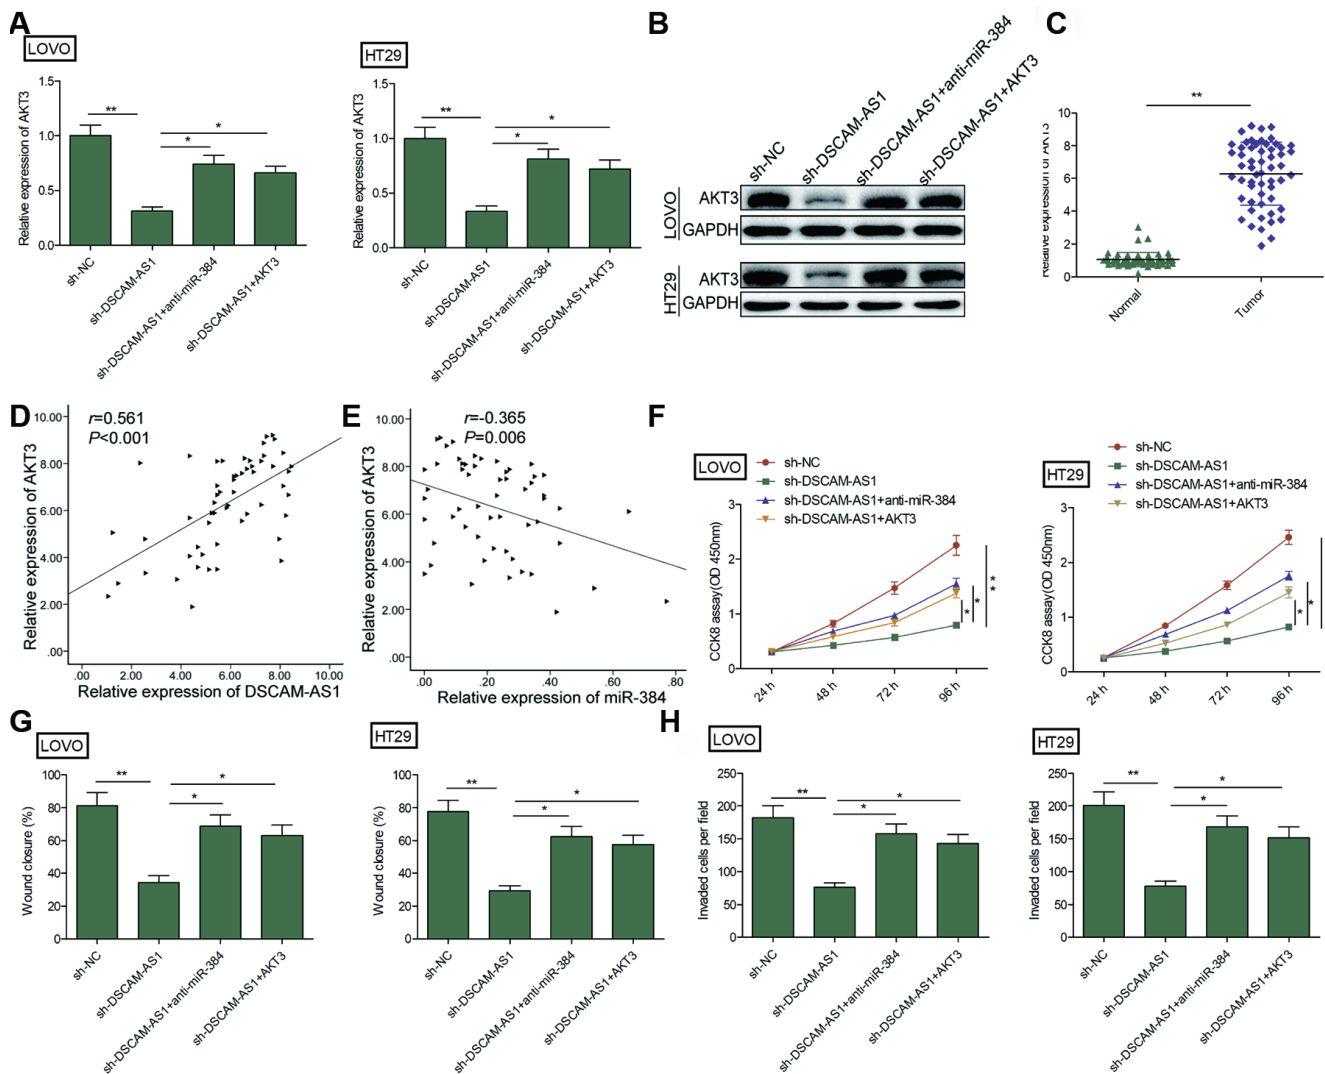 A
LOVO
Relative expression of AKT3
1.5
1.0
0.5
0.0
**
*
*
sh-NC
sh-DSCAM-AS1
sh-DSCAM-AS1+anti-miR-384
sh-DSCAM-AS1+AKT3
HT29
Relative expression of AKT3
1.5
1.0
0.5
0.0
**
*
*
sh-NC
sh-DSCAM-AS1
sh-DSCAM-AS1+anti-miR-384
sh-DSCAM-AS1+AKT3
B
sh-NC
sh-DSCAM-AS1
sh-DSCAM-AS1+anti-miR-384
sh-DSCAM-AS1+AKT3
LOVO
AKT3
GAPDH
HT29
AKT3
GAPDH
C
Relative expression of AKT3
10
8
6
4
2
0
**
Normal
Tumor
D
r=0.561
P<0.001
Relative expression of AKT3
10.00
8.00
6.00
4.00
2.00
.00
.00 2.00 4.00 6.00 8.00 10.00
Relative expression of DSCAM-AS1
E
r=-0.365
P=0.006
Relative expression of AKT3
10.00
8.00
6.00
4.00
2.00
.00
.00 .20 .40 .60 .80
Relative expression of miR-384
F
LOVO
sh-NC
sh-DSCAM-AS1
sh-DSCAM-AS1+anti-miR-384
sh-DSCAM-AS1+AKT3
CCK8 assay(OD 450nm)
3
2
1
0
24 h 48 h 72 h 96 h
*
*
**
HT29
sh-NC
sh-DSCAM-AS1
sh-DSCAM-AS1+anti-miR-384
sh-DSCAM-AS1+AKT3
CCK8 assay(OD 450nm)
3
2
1
0
24 h 48 h 72 h 96 h
*
*
G
LOVO
Wound closure (%)
100
80
60
40
20
0
**
*
*
sh-NC
sh-DSCAM-AS1
sh-DSCAM-AS1+anti-miR-384
sh-DSCAM-AS1+AKT3
HT29
Wound closure (%)
100
80
60
40
20
0
**
*
*
sh-NC
sh-DSCAM-AS1
sh-DSCAM-AS1+anti-miR-384
sh-DSCAM-AS1+AKT3
H
LOVO
Invaded cells per field
250
200
150
100
50
0
**
*
*
sh-NC
sh-DSCAM-AS1
sh-DSCAM-AS1+anti-miR-384
sh-DSCAM-AS1+AKT3
HT29
Invaded cells per field
250
200
150
100
50
0
**
*
*
sh-NC
sh-DSCAM-AS1
sh-DSCAM-AS1+anti-miR-384
sh-DSCAM-AS1+AKT3